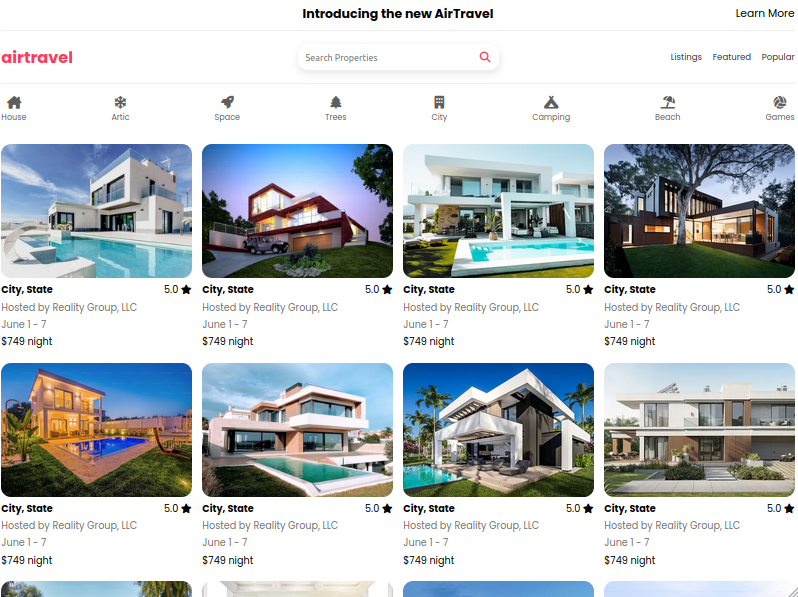 Introducing the new AirTravel
Learn More
airtravel
Search Properties
Listings Featured Popular
House Artic Space Trees City Camping Beach Games
City, State 5.0
Hosted by Reality Group, LLC
June 1 - 7
$749 night
City, State 5.0
Hosted by Reality Group, LLC
June 1 - 7
$749 night
City, State 5.0
Hosted by Reality Group, LLC
June 1 - 7
$749 night
City, State 5.0
Hosted by Reality Group, LLC
June 1 - 7
$749 night
City, State 5.0
Hosted by Reality Group, LLC
June 1 - 7
$749 night
City, State 5.0
Hosted by Reality Group, LLC
June 1 - 7
$749 night
City, State 5.0
Hosted by Reality Group, LLC
June 1 - 7
$749 night
City, State 5.0
Hosted by Reality Group, LLC
June 1 - 7
$749 night